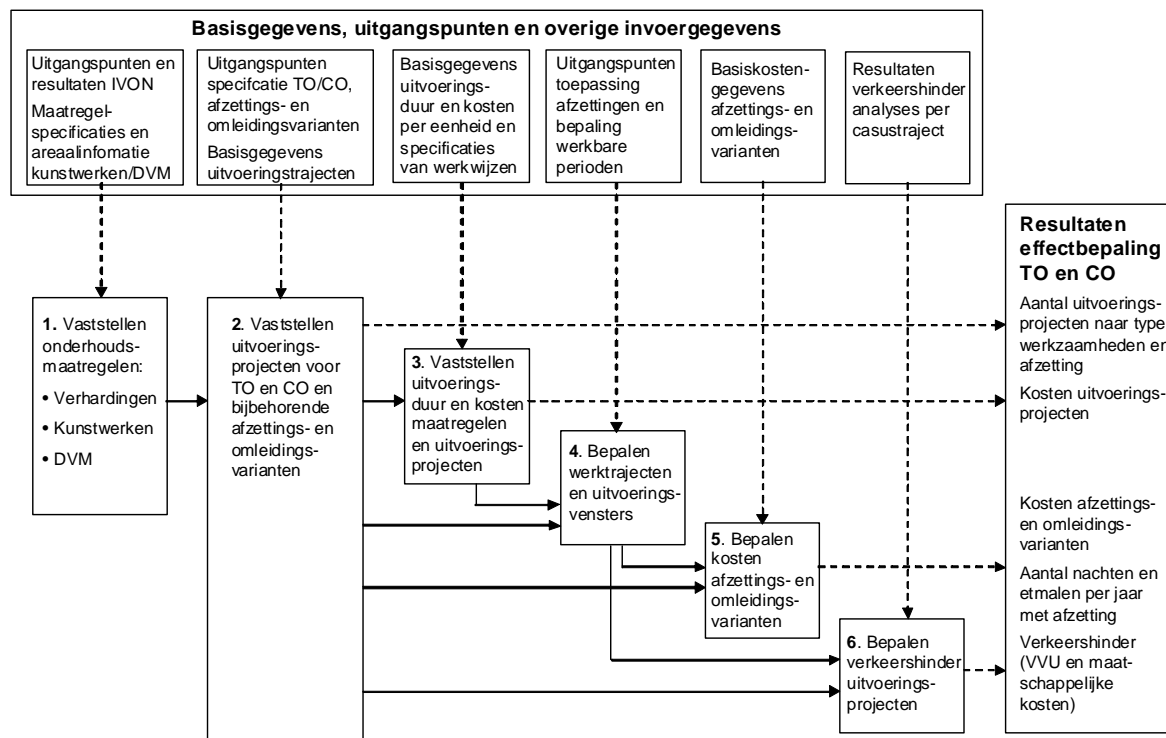 Basisgegevens, uitgangspunten en overige invoergegevens
Uitgangspunten en
resultaten IVON
Maatregel-
specificaties en
areaalinfomatie
kunstwerken/DVM
Uitgangspunten
specifcatie TO/CO,
afzettings- en
omleidingsvarianten
Basisgegevens
uitvoeringstrajecten
Basisgegevens
uitvoerings-
duur en kosten
per eenheid en
specificaties
van werkwijzen
Uitgangspunten
toepassing
afzettingen en
bepaling
werkbare
perioden
Basiskosten-
gegevens
afzettings- en
omleidings-
varianten
Resultaten
verkeershinder
analyses per
casustraject
1. Vaststellen
onderhouds-
maatregelen:
• Verhardingen
• Kunstwerken
• DVM
2. Vaststellen
uitvoerings-
projecten voor
TO en CO en
bijbehorende
afzettings- en
omleidings-
varianten
3. Vaststellen
uitvoerings-
duur en kosten
maatregelen
en uitvoerings-
projecten
4. Bepalen
werktrajecten
en uitvoerings-
vensters
5. Bepalen
kosten
afzettings- en
omleidings-
varianten
6. Bepalen
verkeershinder
uitvoerings-
projecten
Resultaten
effectbepaling
TO en CO
Aantal uitvoerings-
projecten naar type
werkzaamheden en
afzetting
Kosten uitvoerings-
projecten
Kosten afzettings-
en omleidings-
varianten
Aantal nachten en
etmalen per jaar
met afzetting
Verkeershinder
(VVU en maat-
schappelijke
kosten)